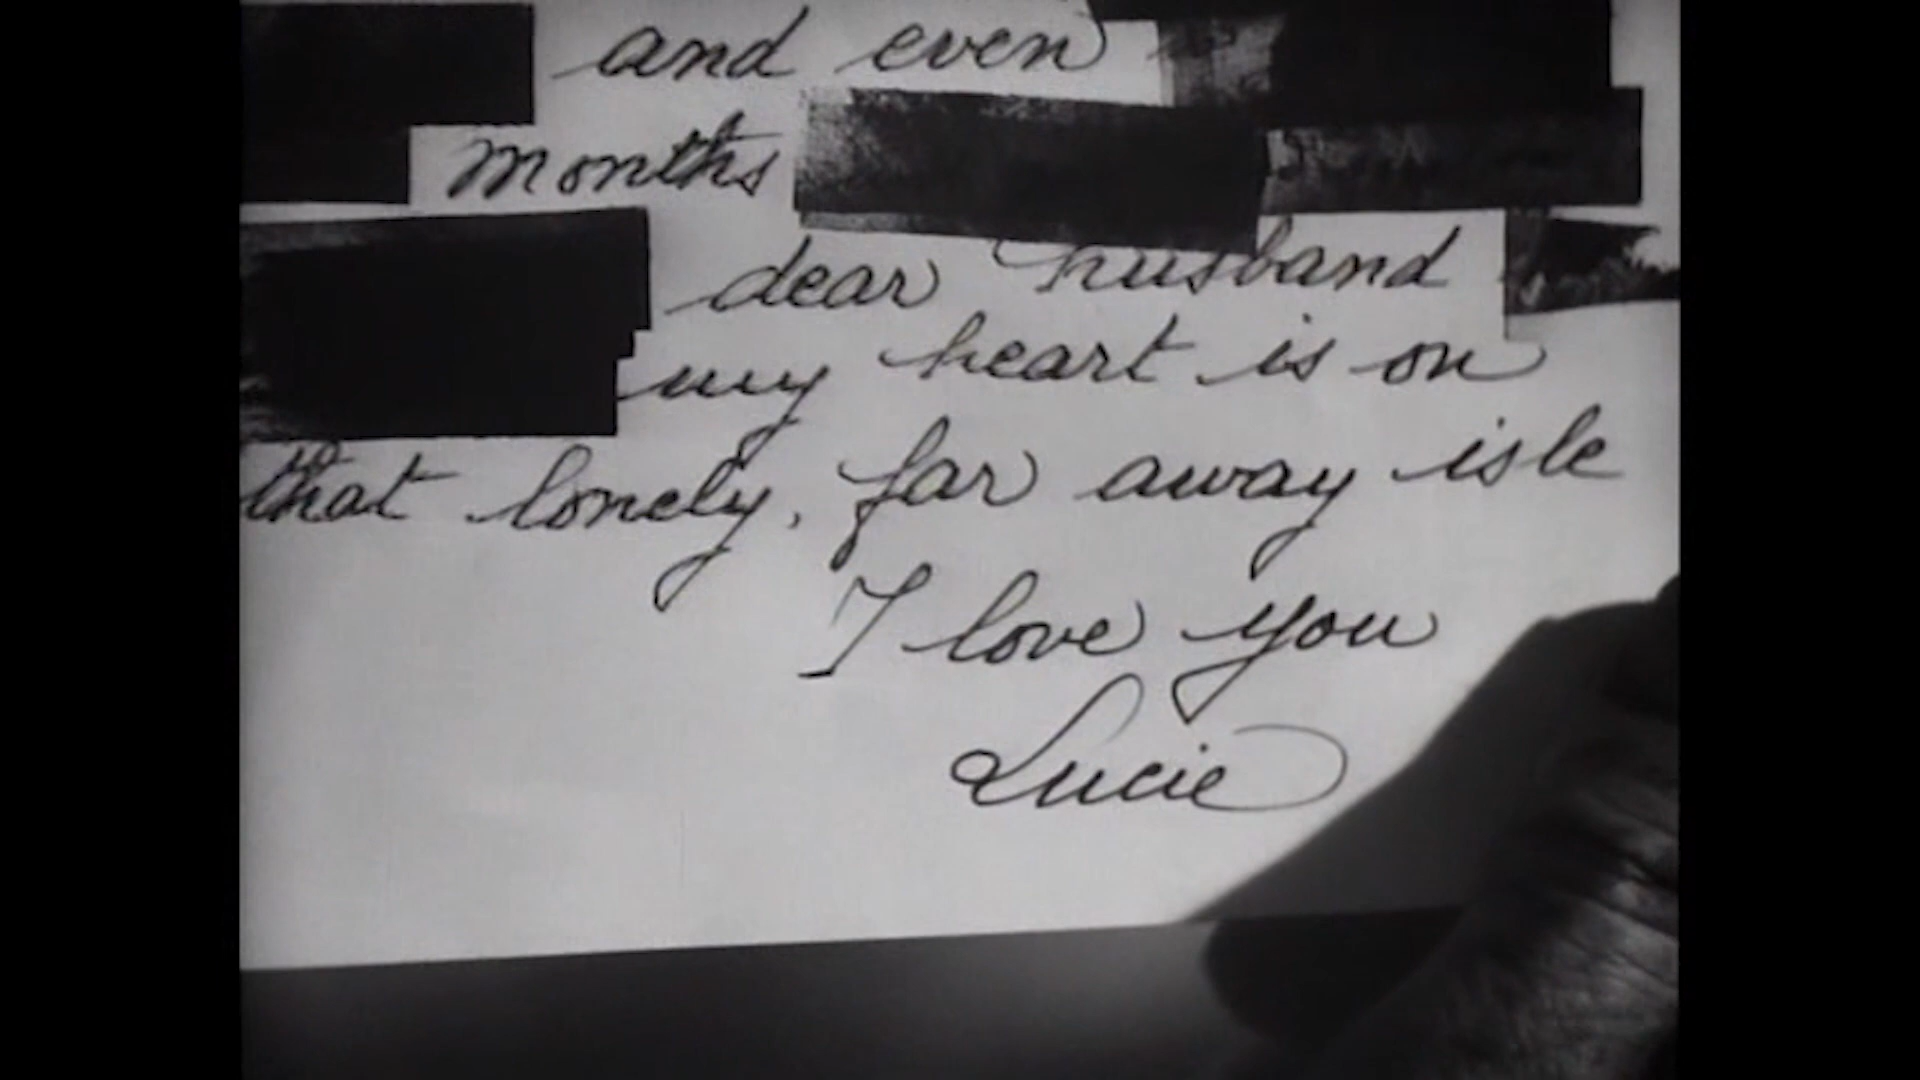 and even
months
dear husband
my heart is on
that lonely, far away isle
I love you
Lucie